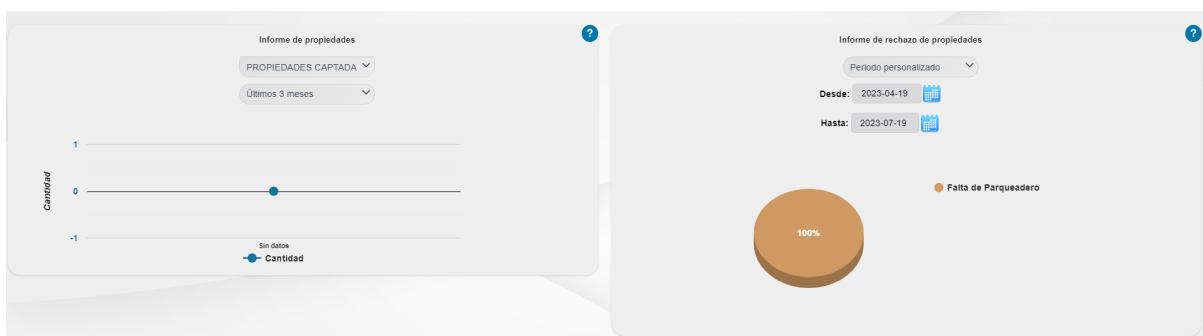 Informe de propiedades
?
PROPIEDADES CAPTADA
Últimos 3 meses
1
0
-1
Cantidad
Sin datos
Cantidad
Informe de rechazo de propiedades
?
Periodo personalizado
Desde: 2023-04-19
Hasta: 2023-07-19
100%
Falta de Parqueadero